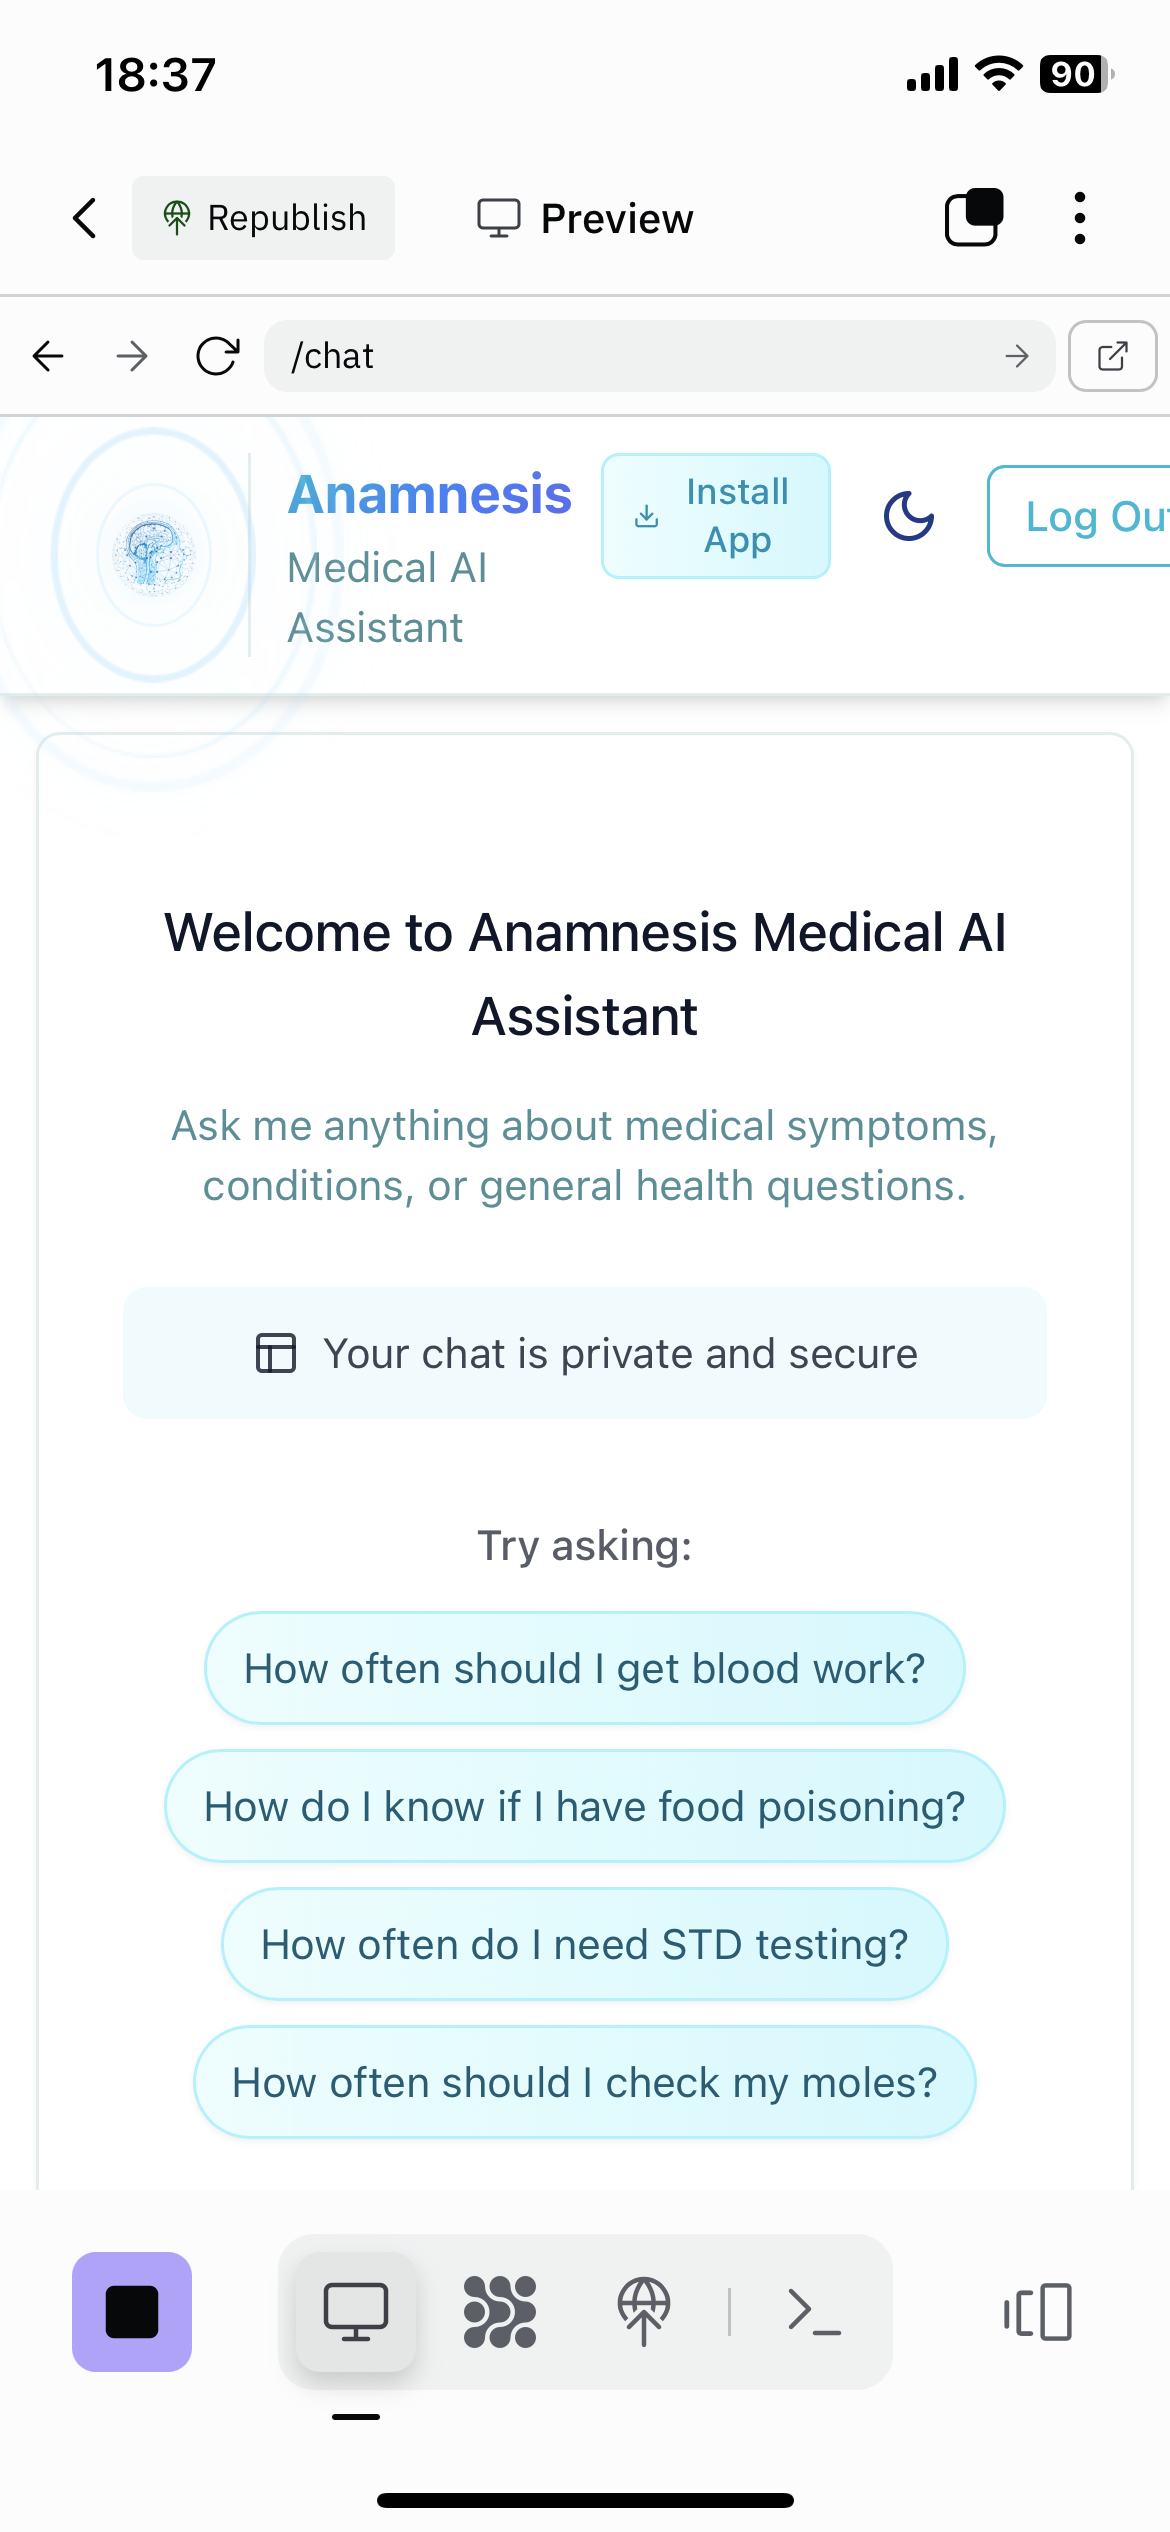 18:37
90
Republish
Preview
/chat
Anamnesis
Medical AI
Assistant
Install
App
Log Out
Welcome to Anamnesis Medical AI
Assistant
Ask me anything about medical symptoms,
conditions, or general health questions.
Your chat is private and secure
Try asking:
How often should I get blood work?
How do I know if I have food poisoning?
How often do I need STD testing?
How often should I check my moles?